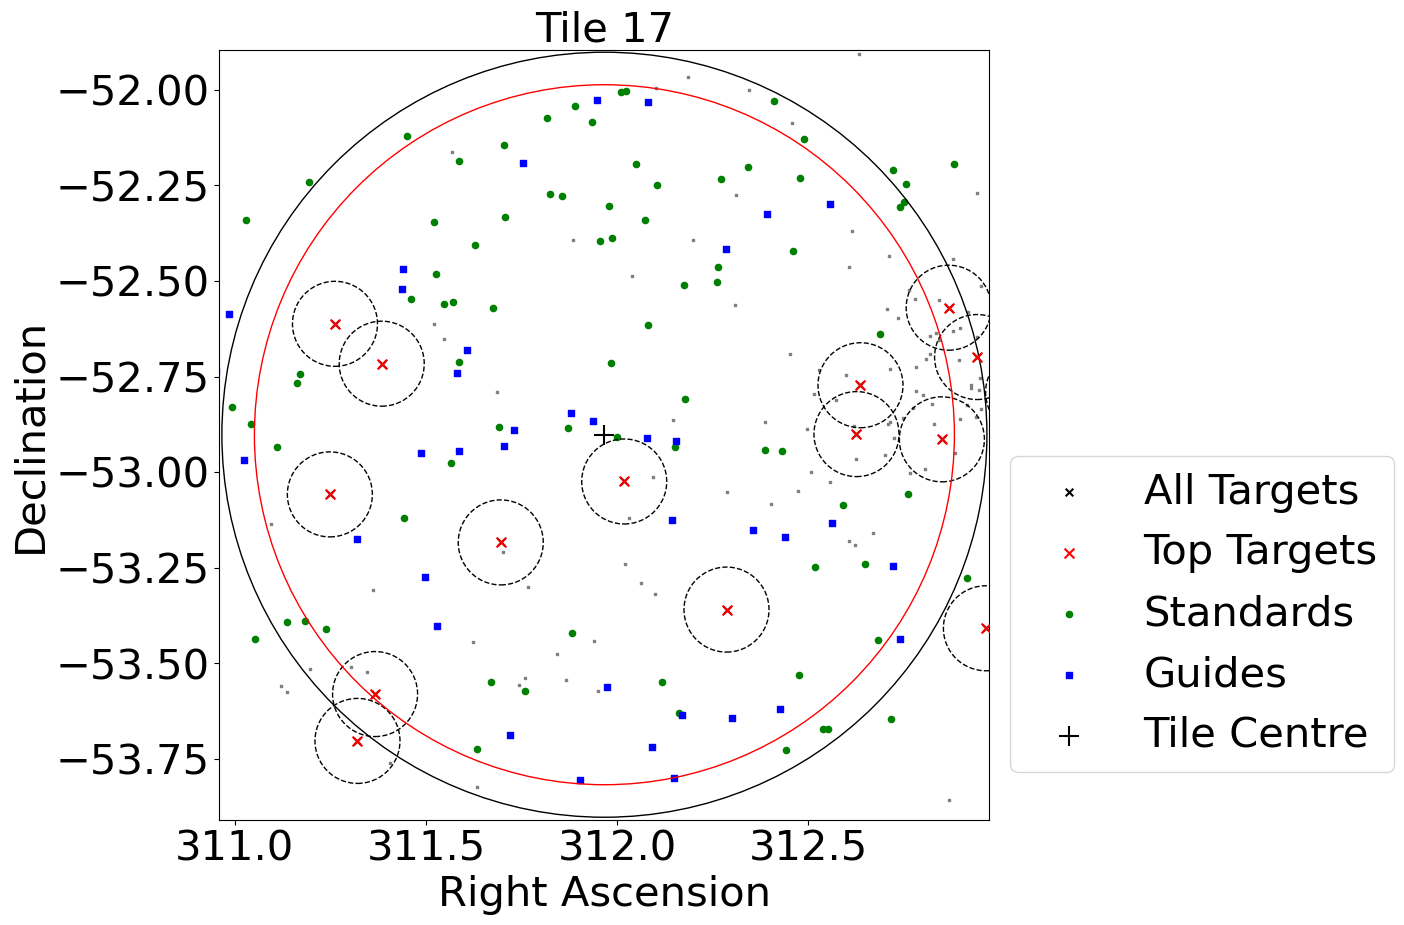 Tile 17
Declination
−52.00
−52.25
−52.50
−52.75
−53.00
−53.25
−53.50
−53.75
311.0 311.5 312.0 312.5
Right Ascension
All Targets
Top Targets
Standards
Guides
Tile Centre